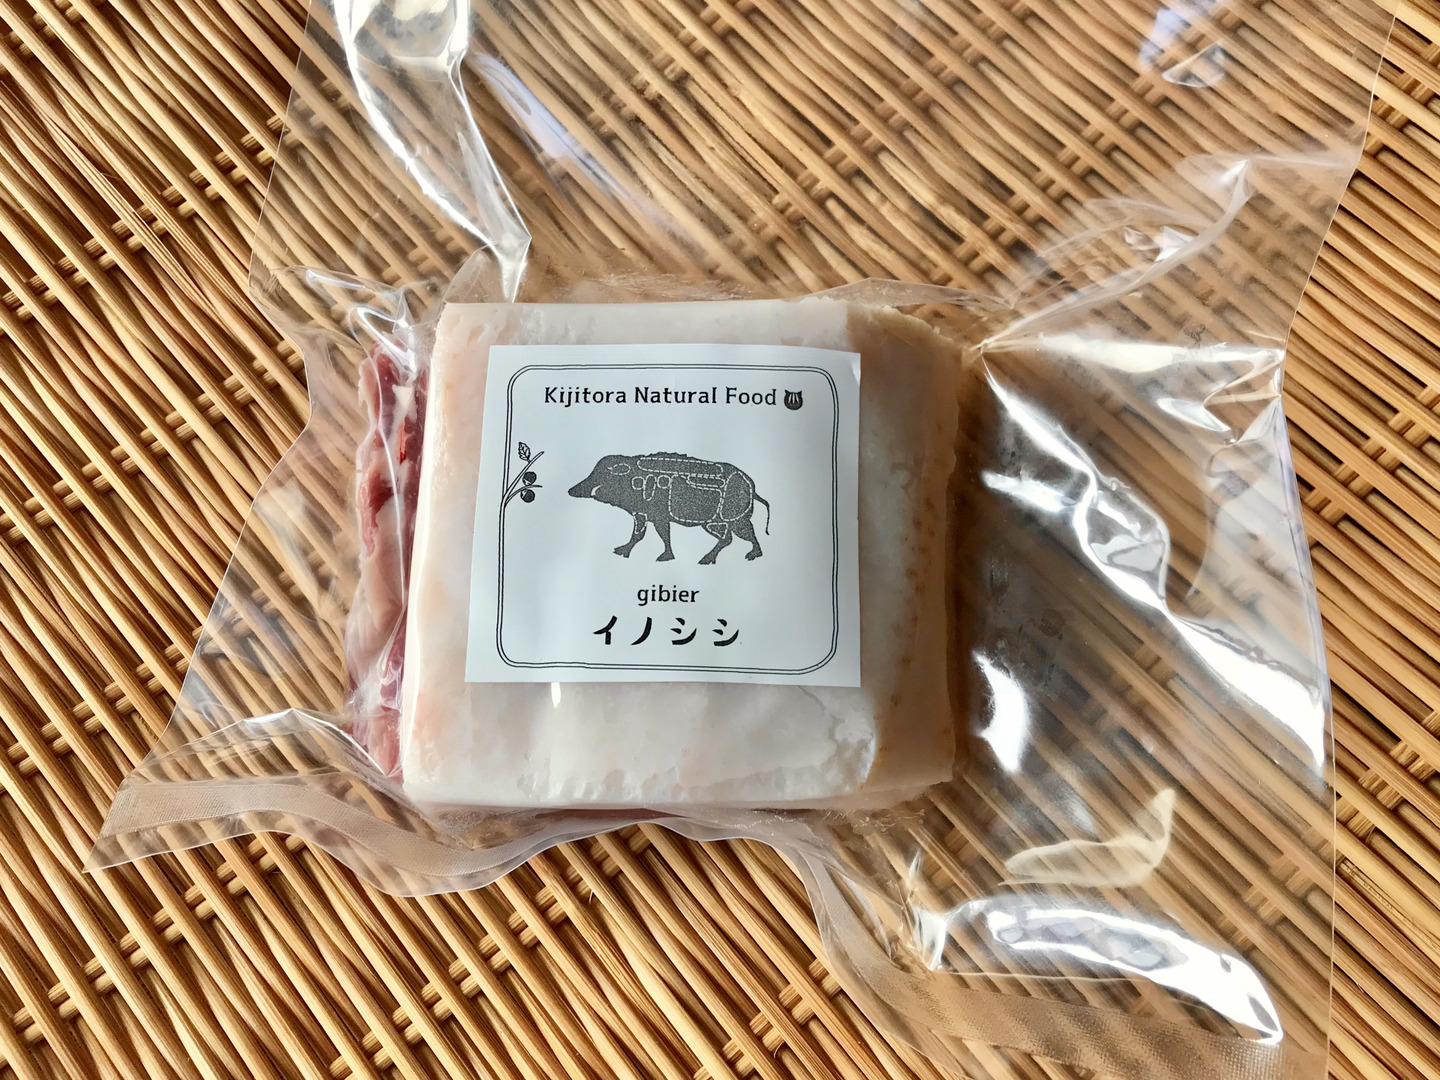 Kijitora Natural Food
gibier
イノシシ